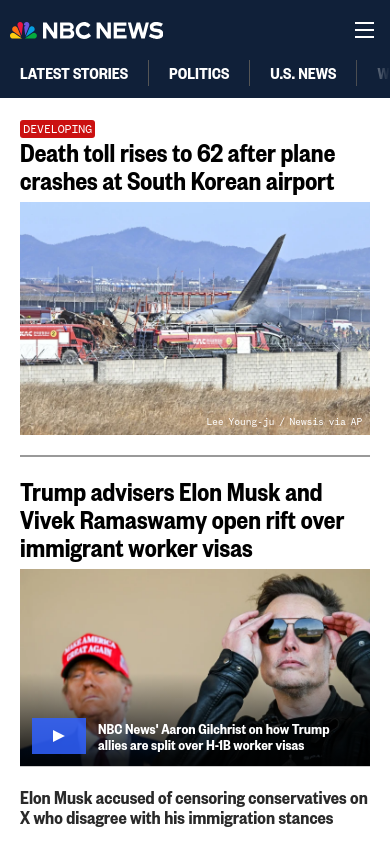 NBC NEWS
LATEST STORIES
POLITICS
U.S. NEWS
DEVELOPING
Death toll rises to 62 after plane
crashes at South Korean airport
Lee Young-ju / Newsis via AP
Trump advisers Elon Musk and
Vivek Ramaswamy open rift over
immigrant worker visas
MAKE AMERICA
GREAT AGAIN
NBC News' Aaron Gilchrist on how Trump
allies are split over H-1B worker visas
Elon Musk accused of censoring conservatives on
X who disagree with his immigration stances